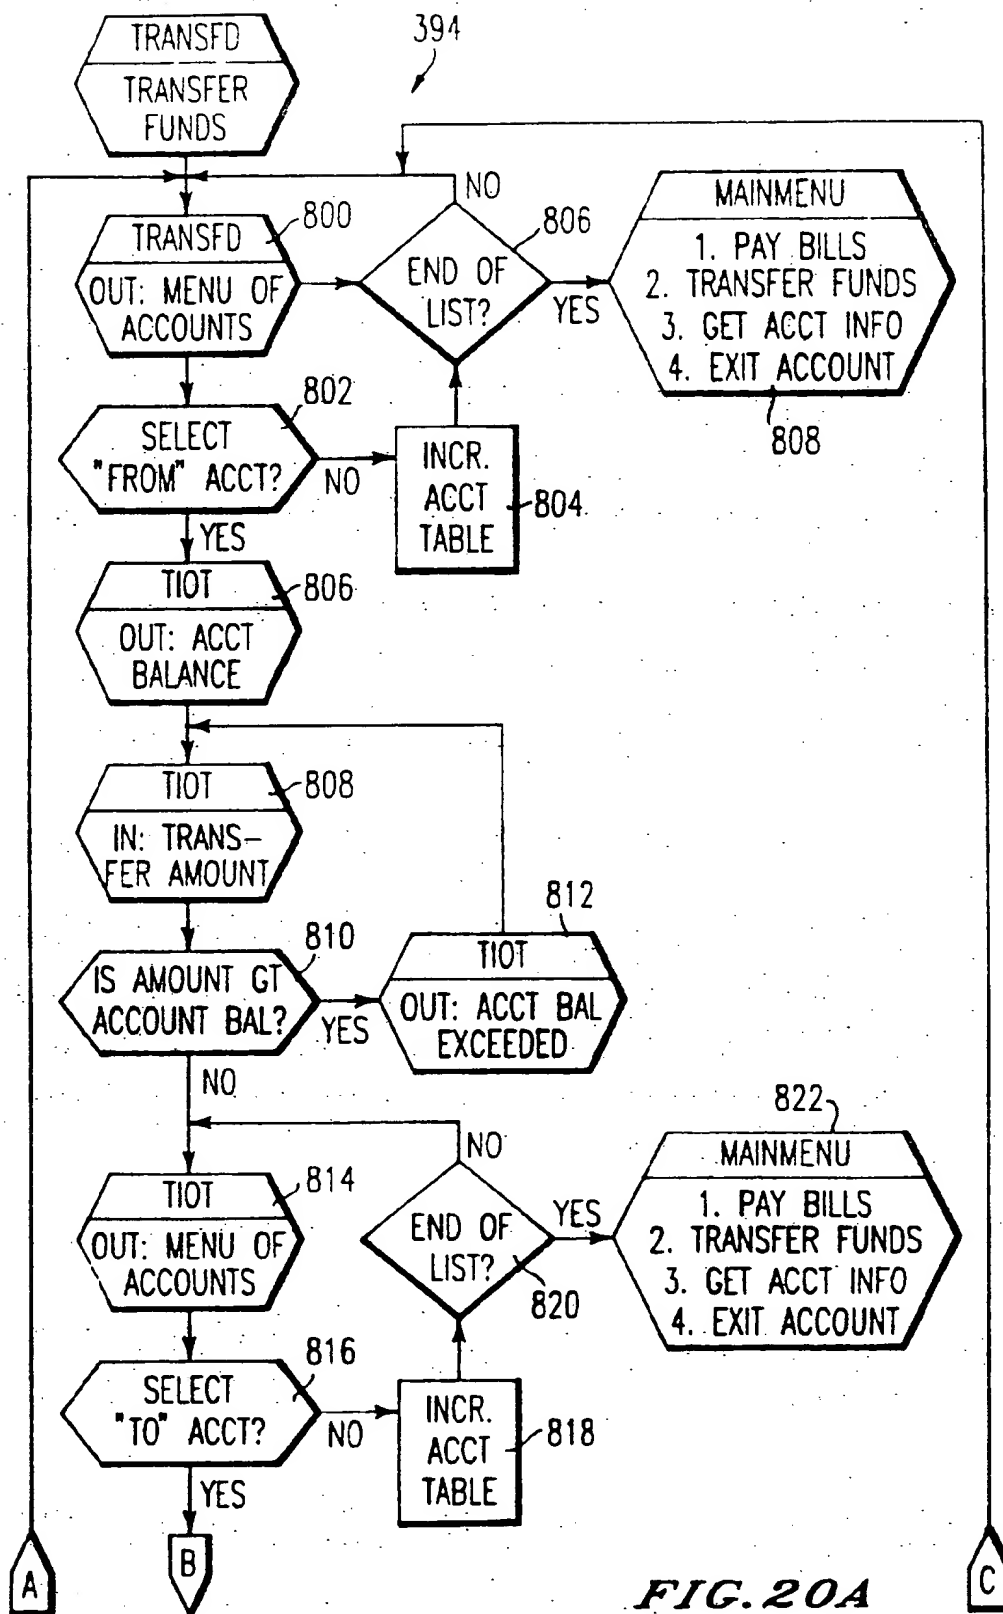 TRANSFD
TRANSFER
FUNDS
394
TRANSFD
800
OUT: MENU OF
ACCOUNTS
NO
END OF
LIST?
806
YES
MAINMENU
1. PAY BILLS
2. TRANSFER FUNDS
3. GET ACCT INFO
4. EXIT ACCOUNT
808
SELECT
"FROM" ACCT?
802
NO
INCR.
ACCT
TABLE
804
YES
TIOT
806
OUT: ACCT
BALANCE
TIOT
808
IN: TRANS-
FER AMOUNT
IS AMOUNT GT
ACCOUNT BAL?
810
YES
812
TIOT
OUT: ACCT BAL
EXCEEDED
NO
TIOT
814
OUT: MENU OF
ACCOUNTS
NO
END OF
LIST?
820
YES
822
MAINMENU
1. PAY BILLS
2. TRANSFER FUNDS
3. GET ACCT INFO
4. EXIT ACCOUNT
SELECT
"TO" ACCT?
816
NO
INCR.
ACCT
TABLE
818
YES
A
B
C
FIG. 20A